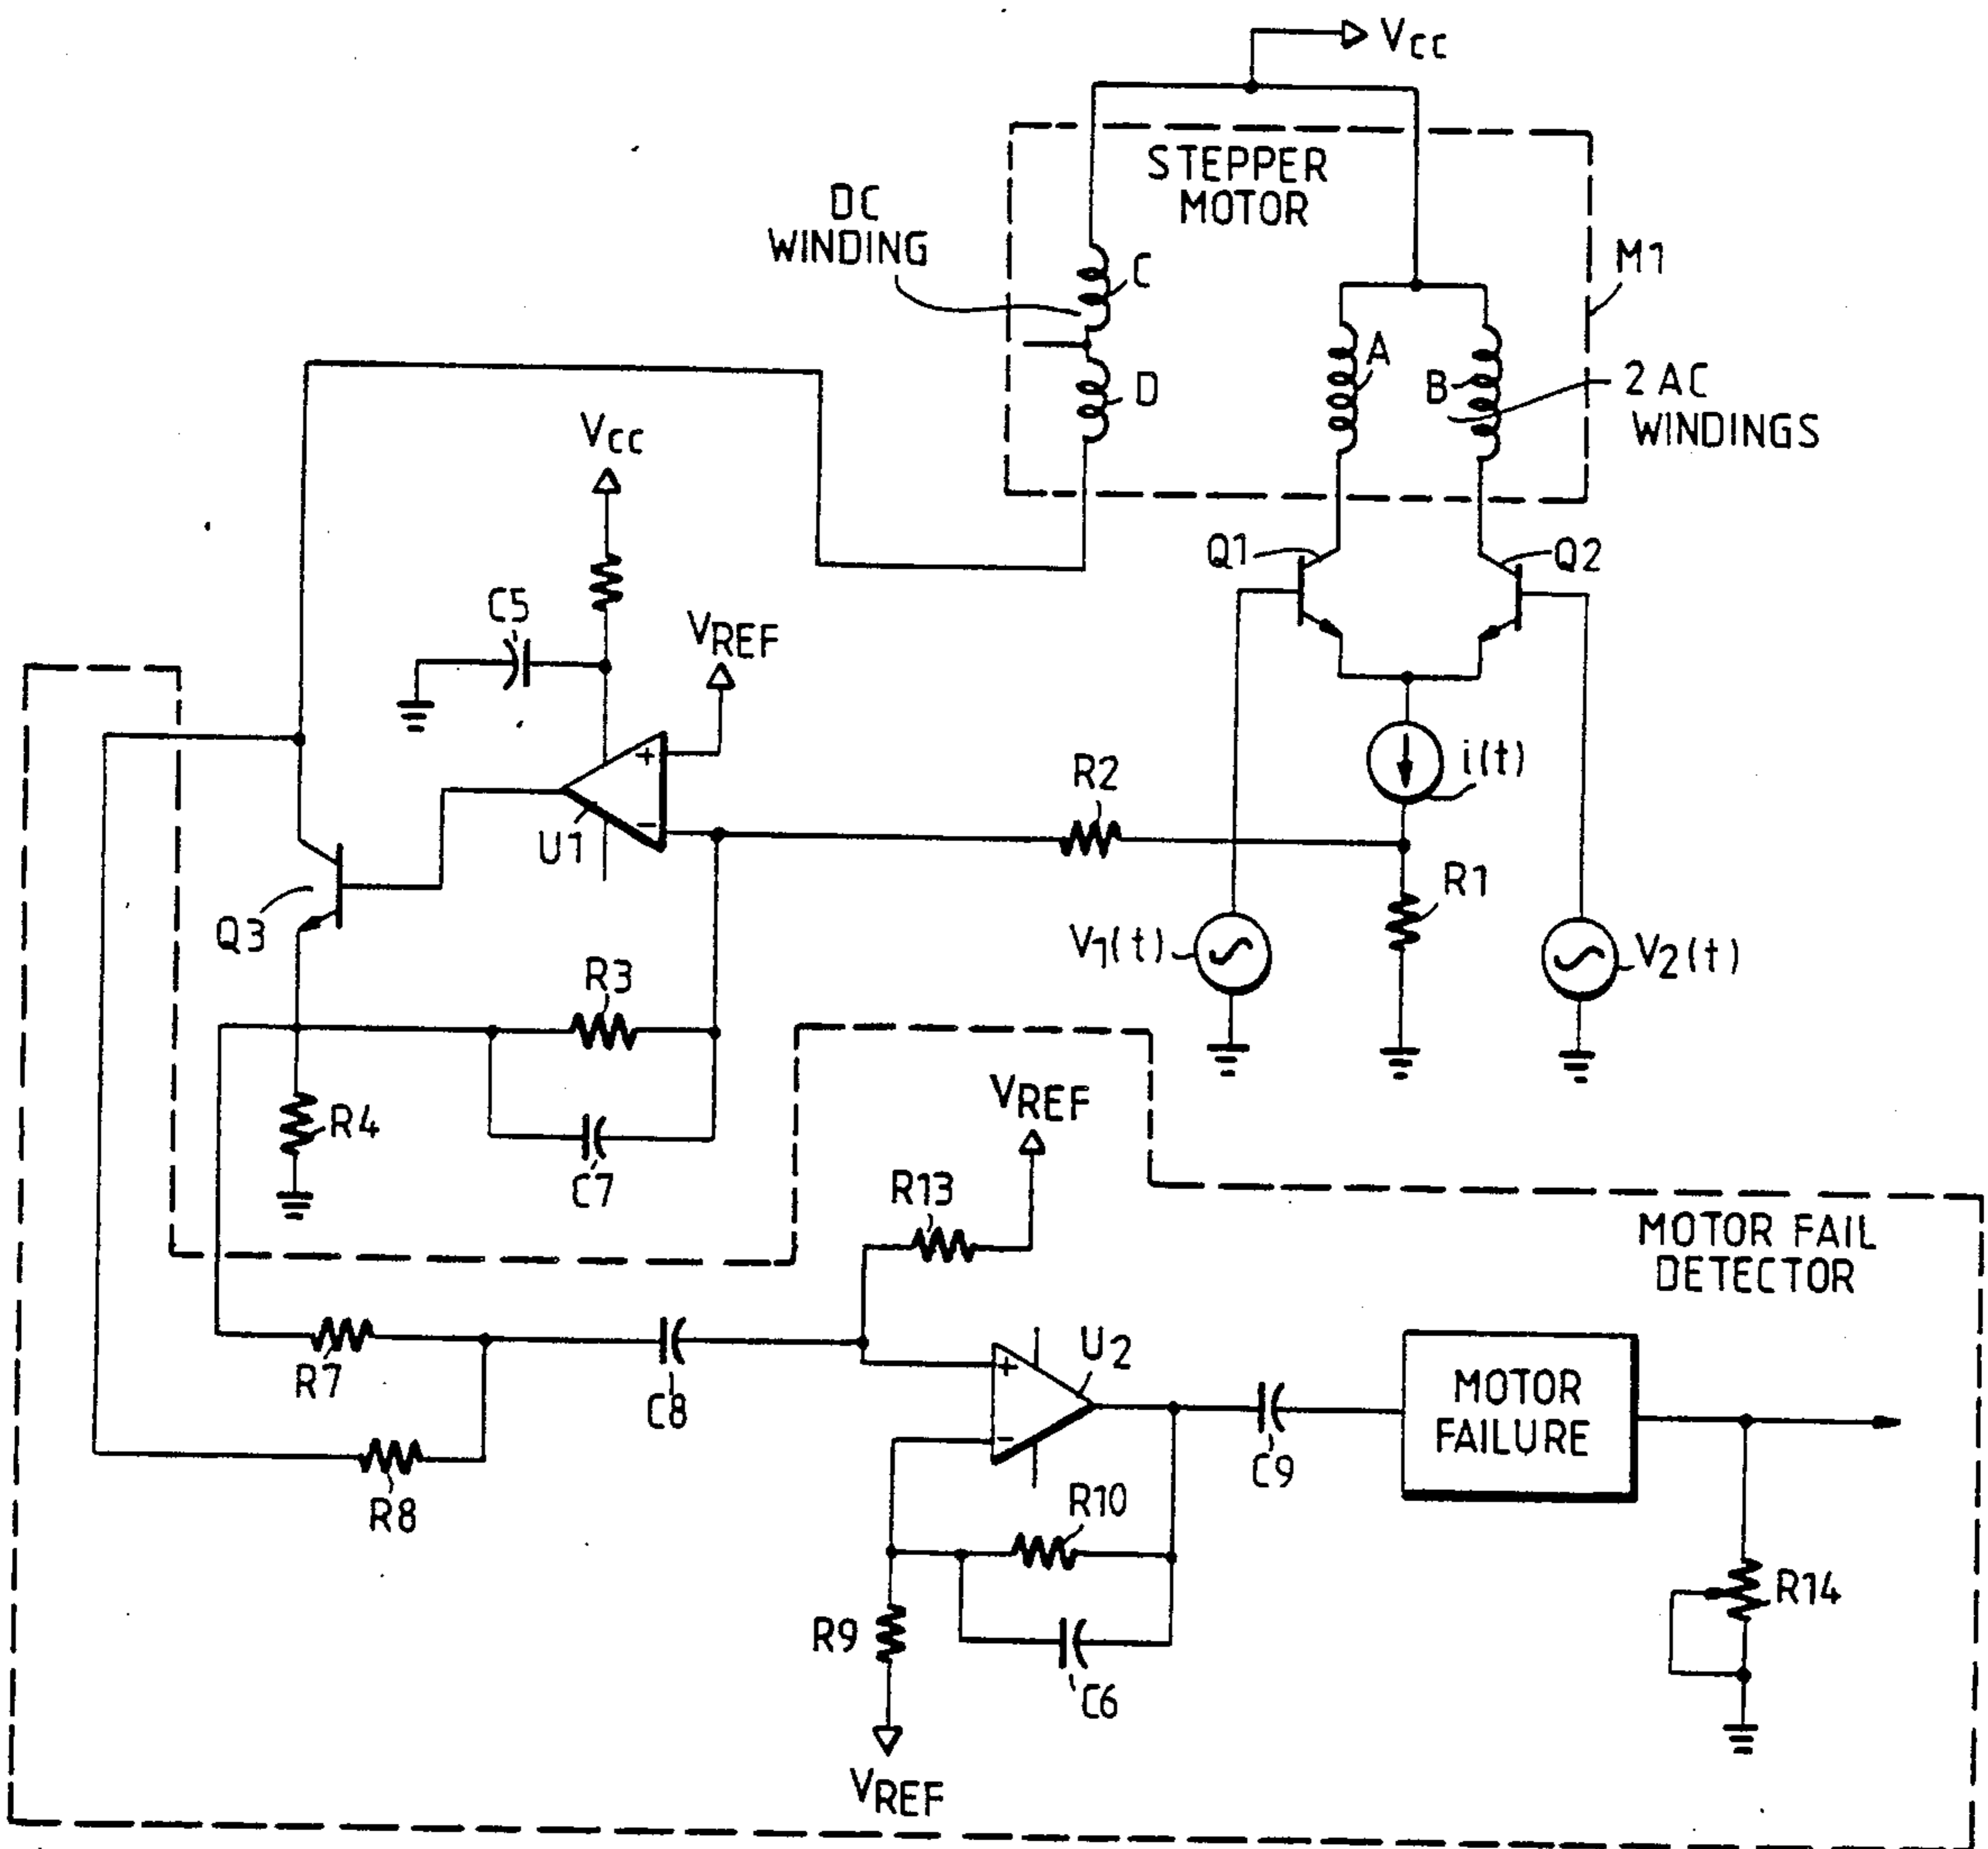 VCC
STEPPER
MOTOR
DC
WINDING
C
M1
A
D
B
2 AC
WINDINGS
VCC
Q1
Q2
C5
VREF
+
i(t)
R2
U1
−
R1
Q3
V1(t)
V2(t)
R3
R4
C7
VREF
R13
MOTOR FAIL
DETECTOR
R7
C8
+
U2
−
MOTOR
FAILURE
C9
R8
R10
R14
R9
C6
VREF